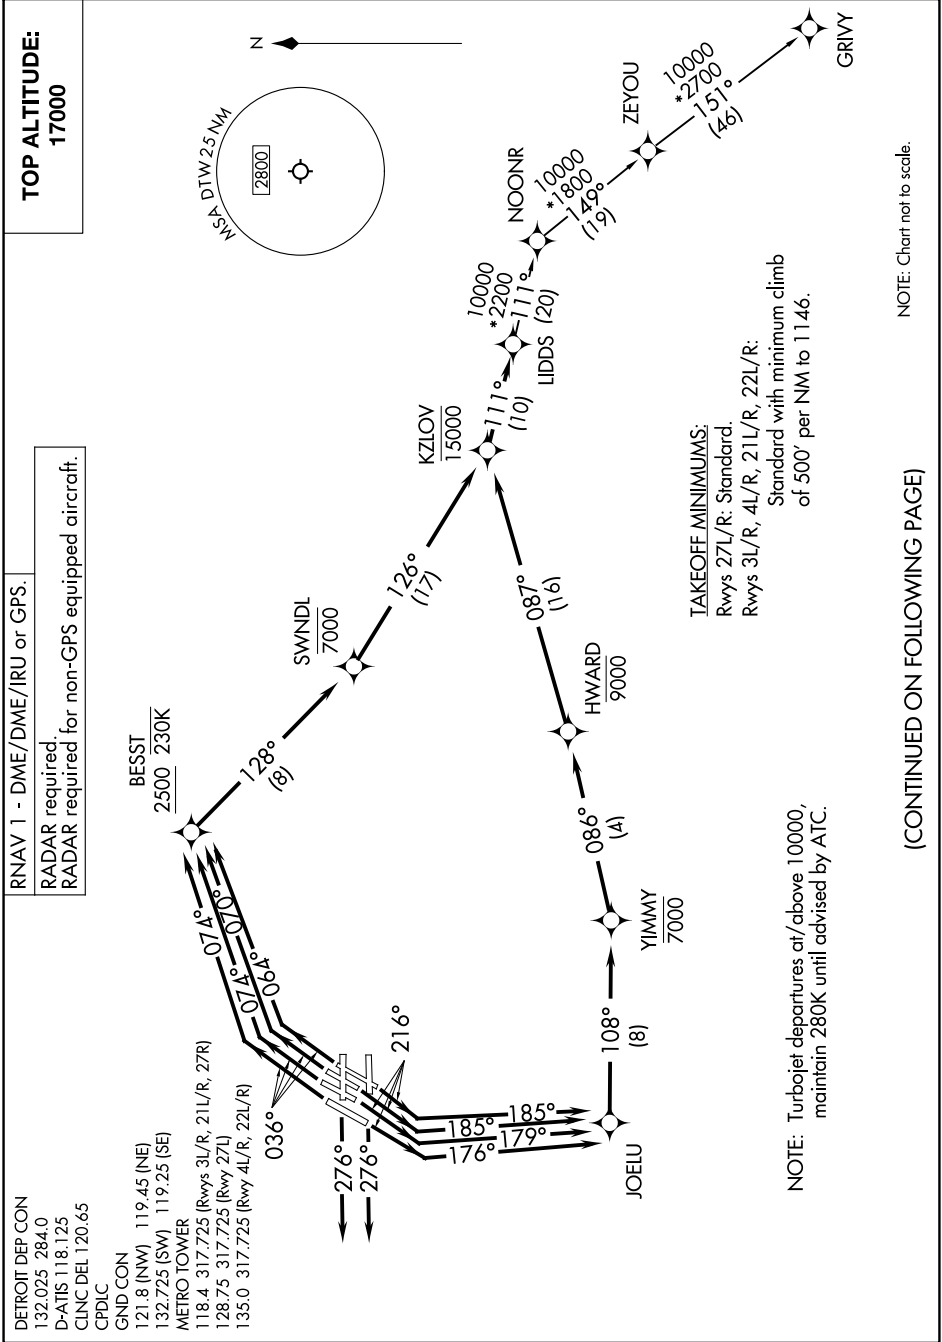 DETROIT DEP CON
132.025 284.0
D-ATIS 118.125
CLNC DEL 120.65
CPDLC
GND CON
121.8 (NW) 119.45 (NE)
132.725 (SW) 119.25 (SE)
METRO TOWER
118.4 317.725 (Rwys 3L/R, 21L/R, 27R)
128.75 317.725 (Rwy 27L)
135.0 317.725 (Rwy 4L/R, 22L/R)
RNAV 1 - DME/DME/IRU or GPS.
RADAR required.
RADAR required for non-GPS equipped aircraft.
TOP ALTITUDE:
17000
N
MSA DTW 25 NM
2800
BESST
2500 230K
074°
074°
070°
064°
036°
216°
276°
276°
185°
185°
179°
176°
JOELU
128°
(8)
SWNDL
7000
126°
(17)
KZLOV
15000
111°
(10)
LIDDS
10000
*2200
111°
(20)
NOONR
10000
*1800
149°
(19)
ZEYOU
10000
*2700
151°
(46)
GRIVY
108°
(8)
YIMMY
7000
086°
(4)
HWARD
9000
087°
(16)
TAKEOFF MINIMUMS:
Rwys 27L/R: Standard.
Rwys 3L/R, 4L/R, 21L/R, 22L/R:
Standard with minimum climb
of 500' per NM to 1146.
NOTE: Turbojet departures at/above 10000,
maintain 280K until advised by ATC.
NOTE: Chart not to scale.
(CONTINUED ON FOLLOWING PAGE)